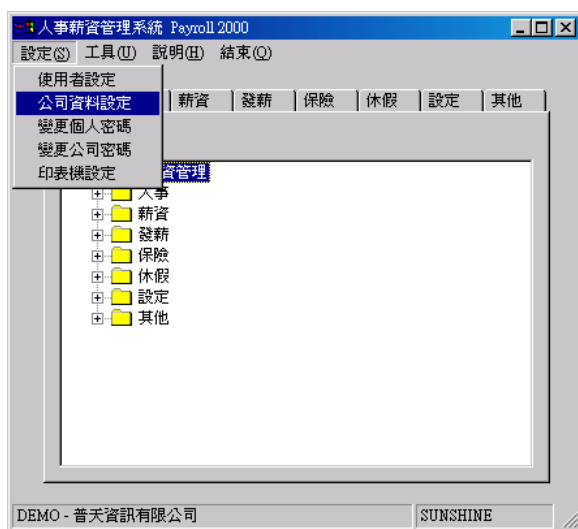 人事薪資管理系統 Payroll 2000
設定(S) 工具(U) 說明(H) 結束(Q)
使用者設定
公司資料設定
變更個人密碼
變更公司密碼
印表機設定
薪資 發薪 保險 休假 設定 其他
資管理
人事
薪資
發薪
保險
休假
設定
其他
DEMO - 普天資訊有限公司 SUNSHINE